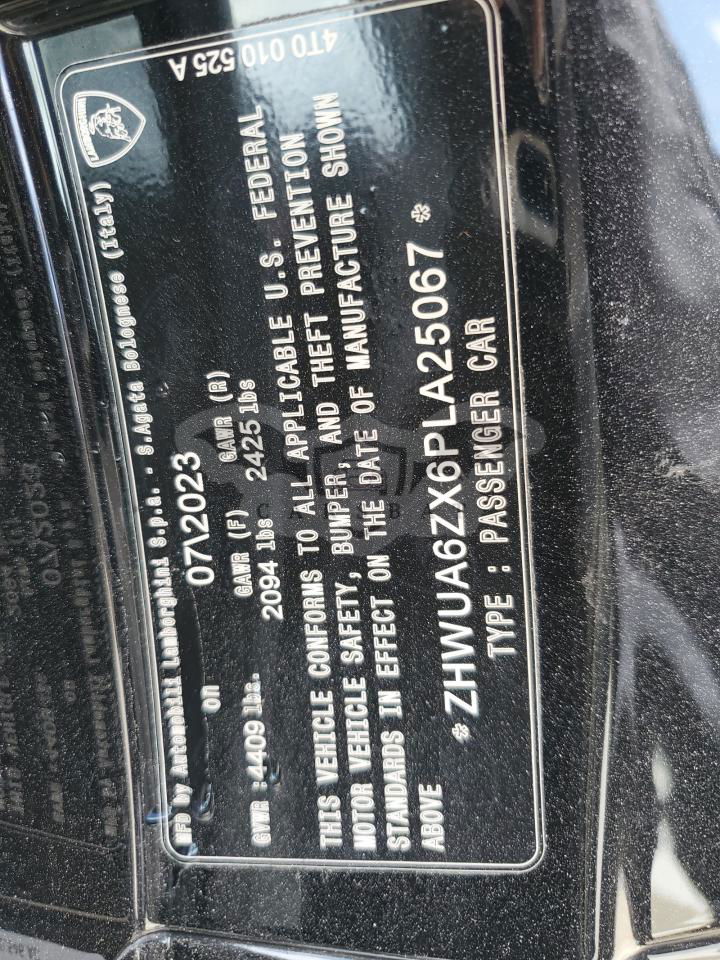 4T0 010 525 A
LAMBORGHINI
MFD by Automobili Lamborghini S.p.a. - S.Agata Bolognese (Italy)
on 07\2023
GAWR (F) GAWR (R)
GVWR :4409 lbs. 2094 lbs 2425 lbs
THIS VEHICLE CONFORMS TO ALL APPLICABLE U.S. FEDERAL
MOTOR VEHICLE SAFETY, BUMPER, AND THEFT PREVENTION
STANDARDS IN EFFECT ON THE DATE OF MANUFACTURE SHOWN
ABOVE
* ZHWUA6ZX6PLA25067 *
TYPE : PASSENGER CAR